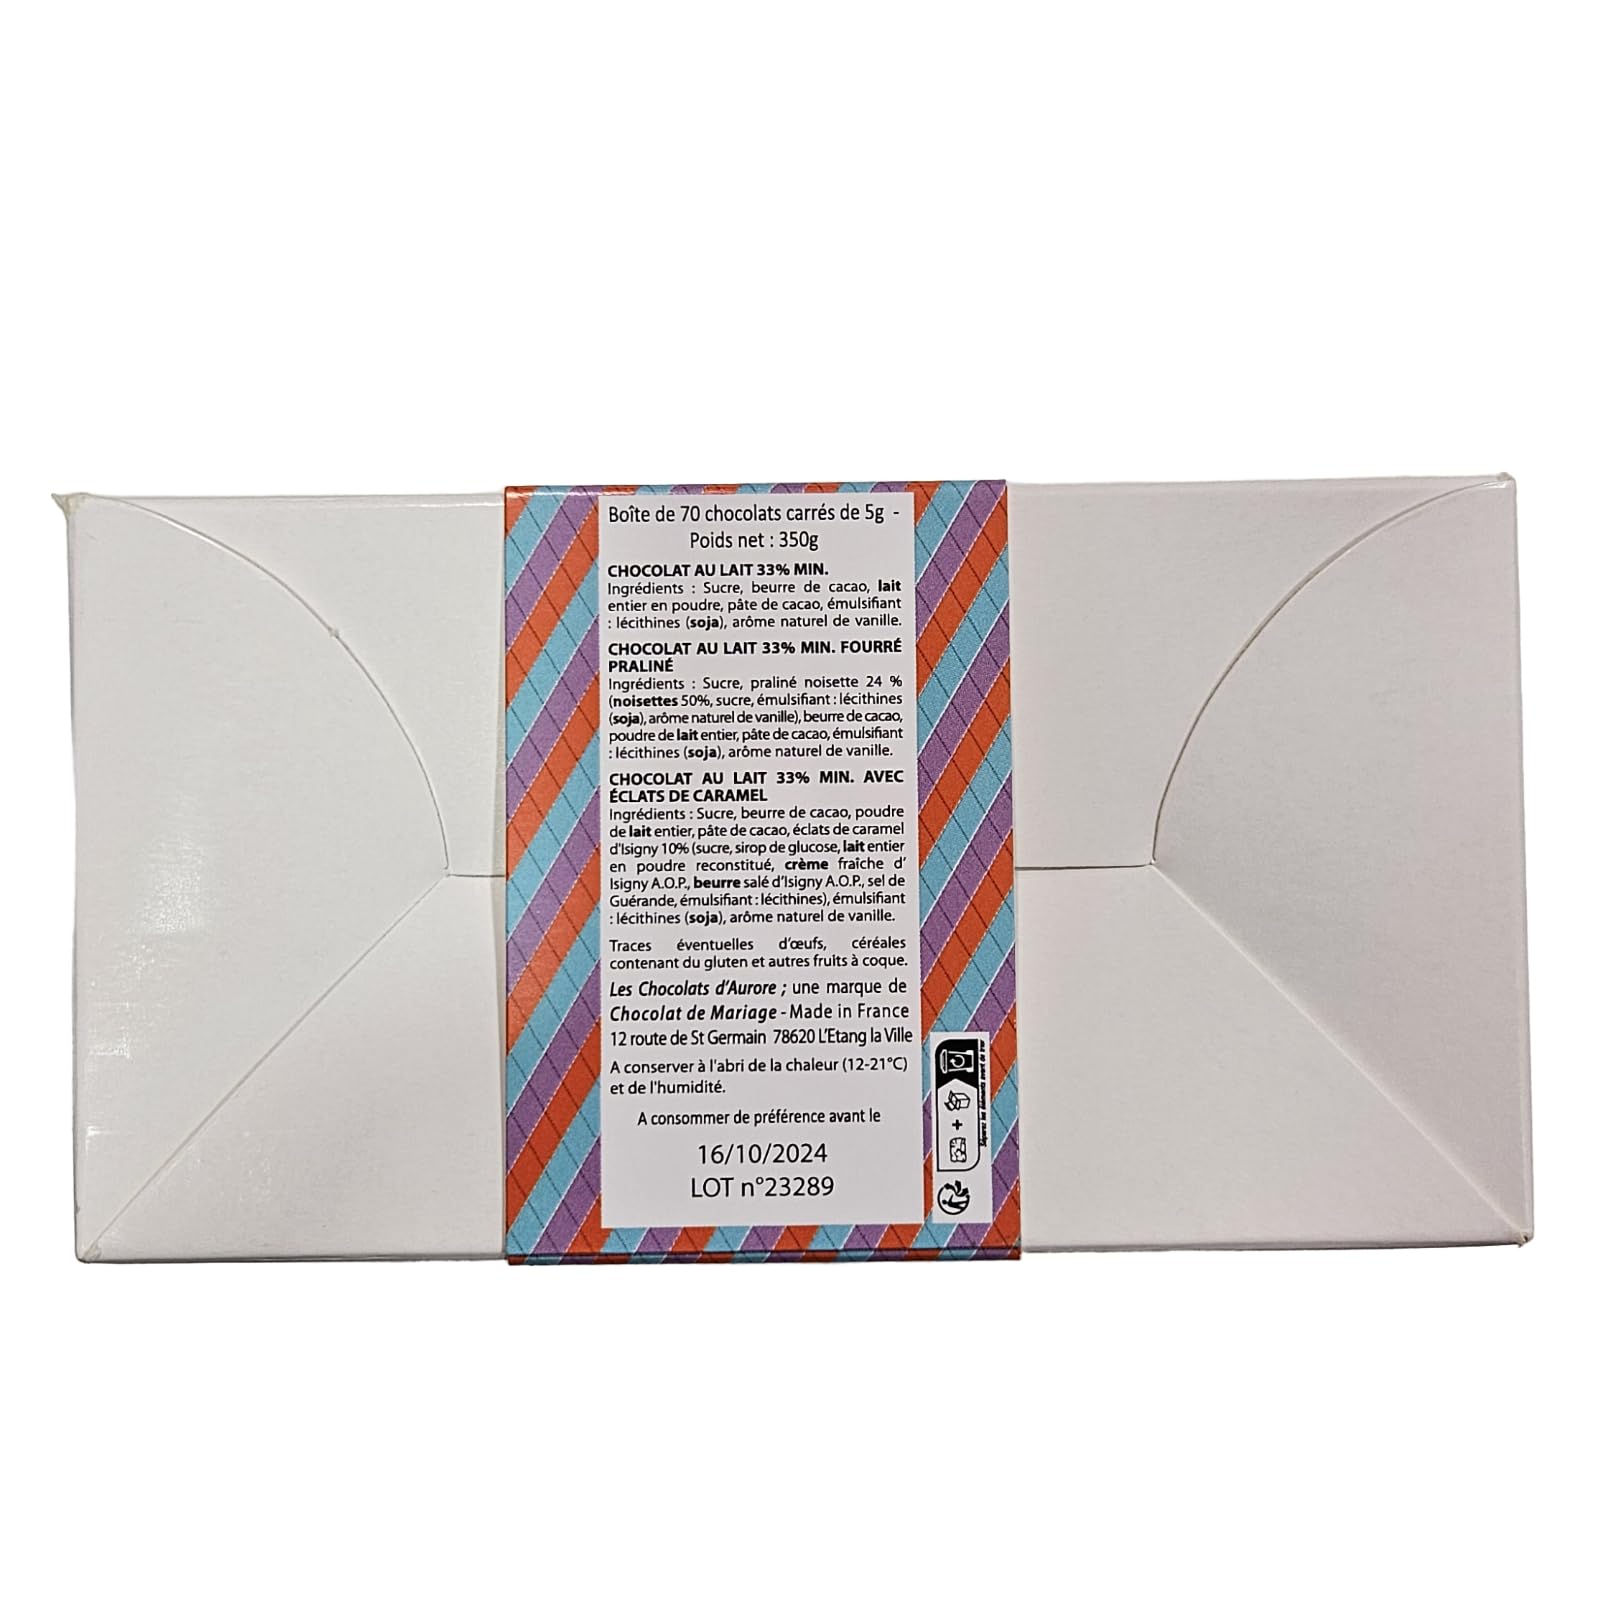 Boîte de 70 chocolats carrés de 5g -
Poids net : 350g
CHOCOLAT AU LAIT 33% MIN.
Ingrédients : Sucre, beurre de cacao, lait
entier en poudre, pâte de cacao, émulsifiant
: lécithines (soja), arôme naturel de vanille.
CHOCOLAT AU LAIT 33% MIN. FOURRÉ
PRALINÉ
Ingrédients : Sucre, praliné noisette 24 %
(noisettes 50%, sucre, émulsifiant : lécithines
(soja), arôme naturel de vanille), beurre de cacao,
poudre de lait entier, pâte de cacao, émulsifiant
: lécithines (soja), arôme naturel de vanille.
CHOCOLAT AU LAIT 33% MIN. AVEC
ÉCLATS DE CARAMEL
Ingrédients : Sucre, beurre de cacao, poudre
de lait entier, pâte de cacao, éclats de caramel
d'Isigny 10% (sucre, sirop de glucose, lait entier
en poudre reconstitué, crème fraîche d'
Isigny A.O.P., beurre salé d'Isigny A.O.P., sel de
Guérande, émulsifiant : lécithines), émulsifiant
: lécithines (soja), arôme naturel de vanille.
Traces éventuelles d'œufs, céréales
contenant du gluten et autres fruits à coque.
Les Chocolats d'Aurore ; une marque de
Chocolat de Mariage - Made in France
12 route de St Germain 78620 L'Etang la Ville
A conserver à l'abri de la chaleur (12-21°C)
et de l'humidité.
A consommer de préférence avant le
16/10/2024
LOT n°23289
Séparez les éléments avant de trier